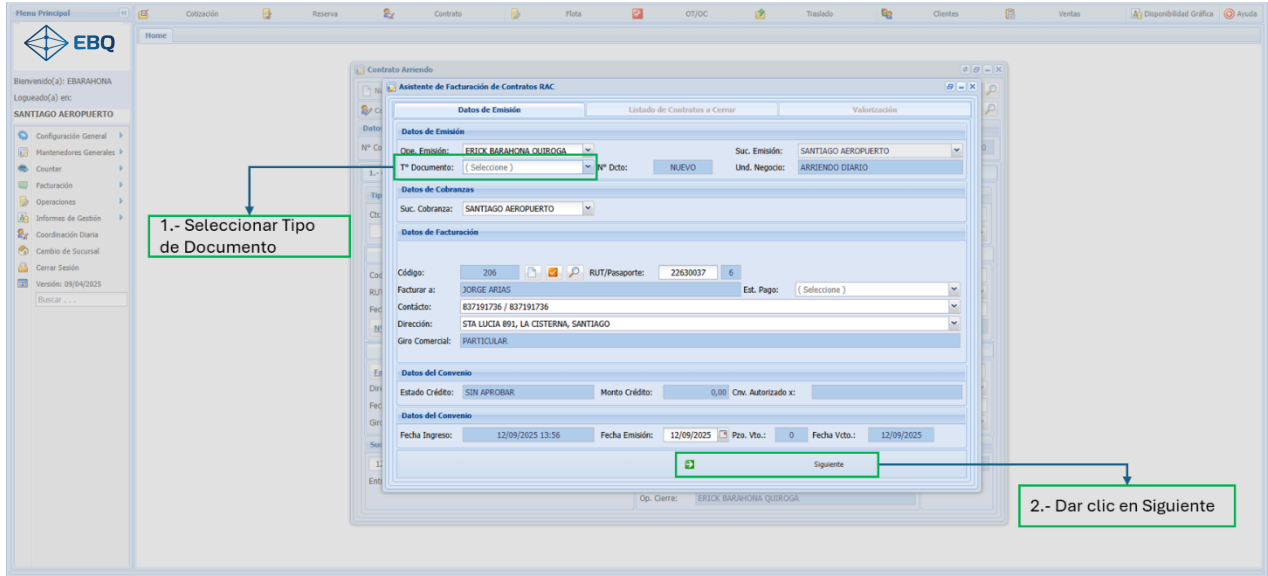 Menu Principal
Cotización
Reserva
Contrato
Flota
OT/OC
Traslado
Clientes
Ventas
Disponibilidad Gráfica
Ayuda
EBQ
Home
Bienvenido(a): EBARAHONA
Logueado(a) en:
SANTIAGO AEROPUERTO
Configuración General
Mantenedores Generales
Counter
Facturación
Operaciones
Informes de Gestión
Coordinación Diaria
Cambio de Sucursal
Cerrar Sesión
Versión: 09/04/2025
Buscar . . .
Contrato Arriendo
Asistente de Facturación de Contratos RAC
Datos de Emisión
Listado de Contratos a Cerrar
Valorización
Datos de Emisión
Ope. Emisión: ERICK BARAHONA QUIROGA
Suc. Emisión: SANTIAGO AEROPUERTO
T° Documento: ( Seleccione )
N° Dcto: NUEVO
Und. Negocio: ARRIENDO DIARIO
Datos de Cobranzas
Suc. Cobranza: SANTIAGO AEROPUERTO
Datos de Facturación
Código: 206
RUT/Pasaporte: 22630037 6
Facturar a: JORGE ARIAS
Est. Pago: ( Seleccione )
Contácto: 837191736 / 837191736
Dirección: STA LUCIA 891, LA CISTERNA, SANTIAGO
Giro Comercial: PARTICULAR
Datos del Convenio
Estado Crédito: SIN APROBAR
Monto Crédito: 0,00
Cnv. Autorizado x:
Datos del Convenio
Fecha Ingreso: 12/09/2025 13:56
Fecha Emisión: 12/09/2025
Pzo. Vto.: 0
Fecha Vcto.: 12/09/2025
Siguiente
Op. Cierre: ERICK BARAHONA QUIROGA
1.- Seleccionar Tipo
de Documento
2.- Dar clic en Siguiente